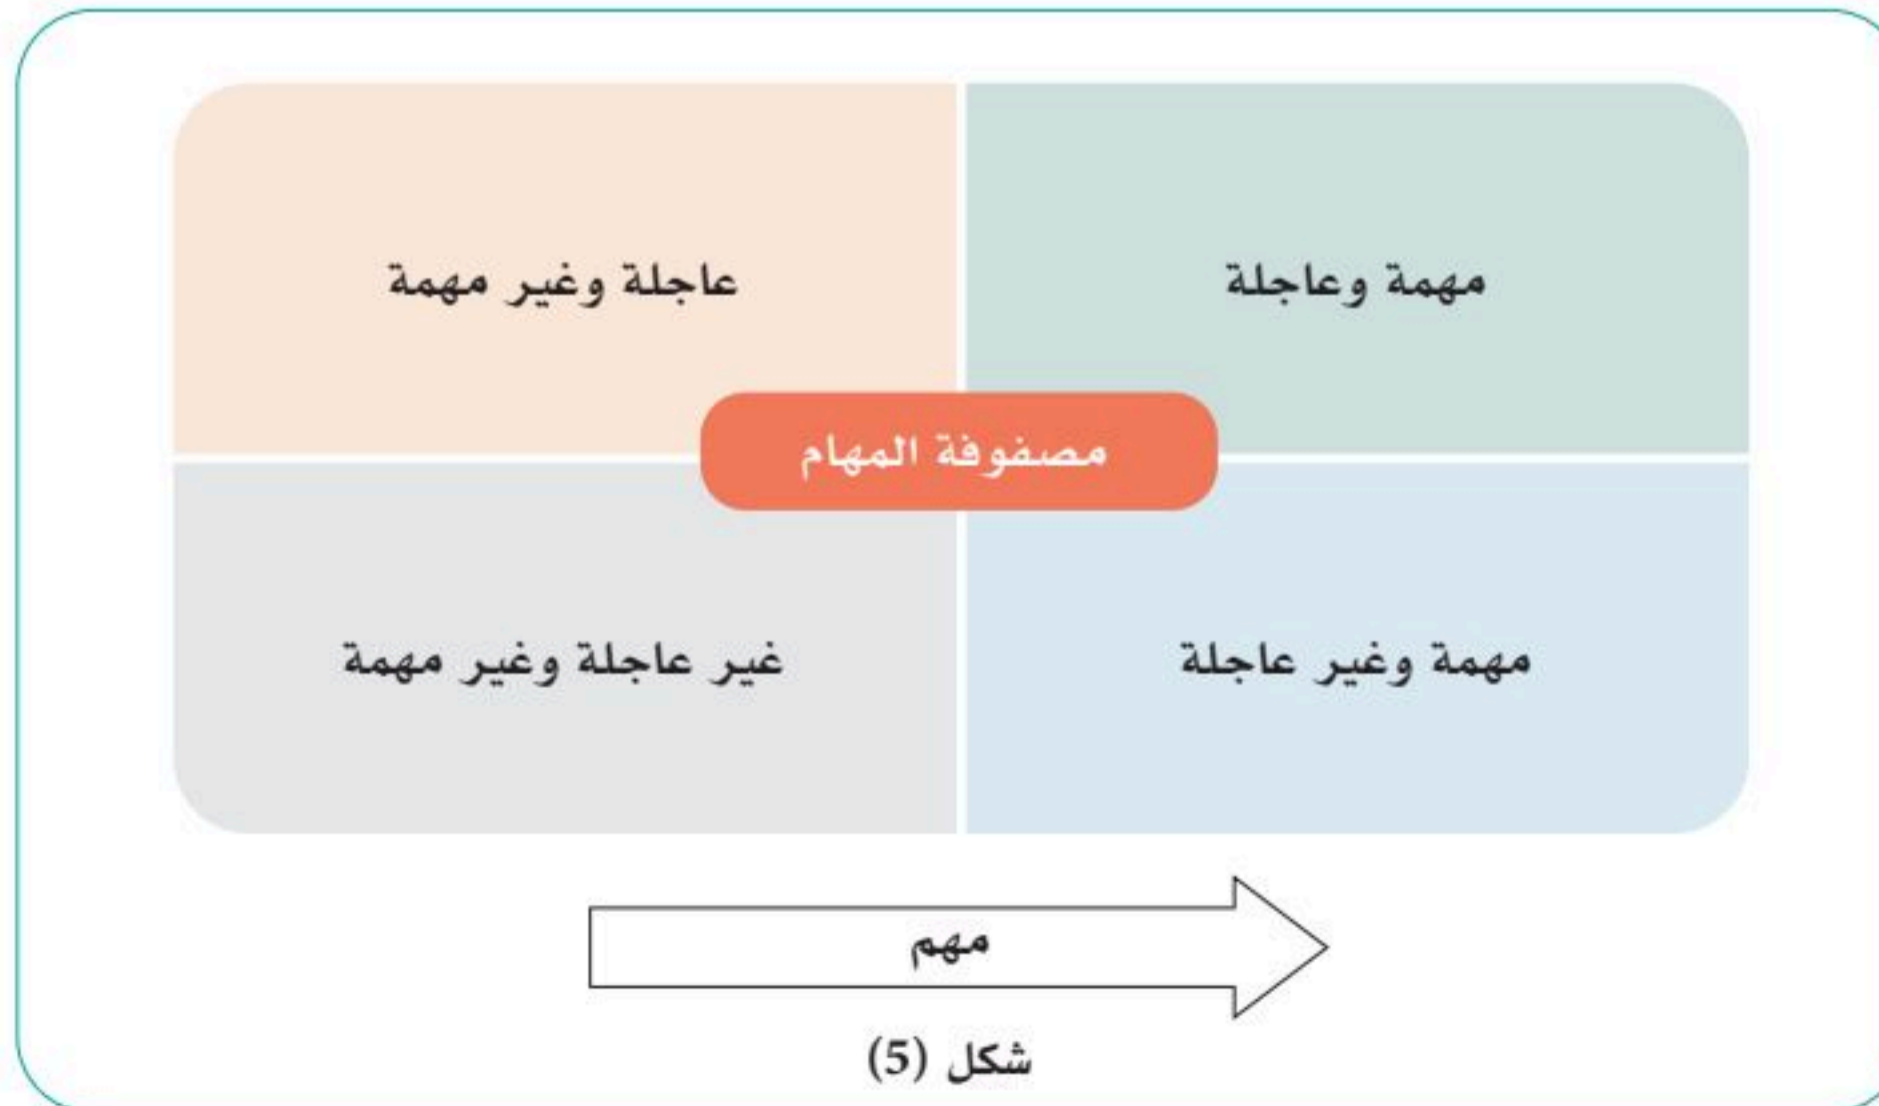 مهمة وعاجلة
عاجلة وغير مهمة
مصفوفة المهام
مهمة وغير عاجلة
غير عاجلة وغير مهمة
مهم
شكل (5)